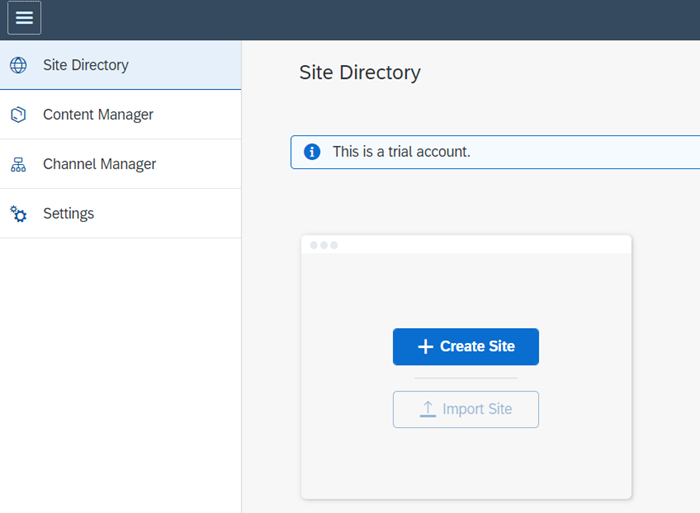 Site Directory
Content Manager
Channel Manager
Settings
Site Directory
This is a trial account.
Create Site
Import Site